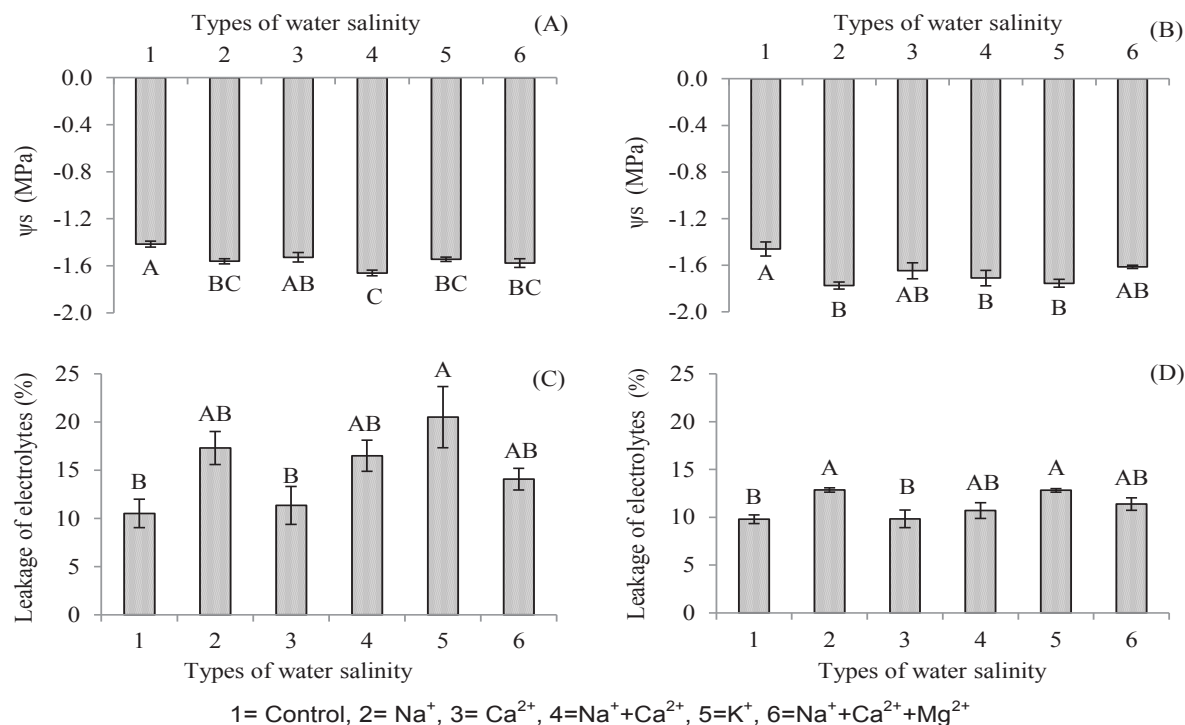 Types of water salinity
(A)
1 2 3 4 5 6
0.0
-0.4
-0.8
-1.2
-1.6
-2.0
ψs (MPa)
A BC AB C BC BC
Types of water salinity
(B)
1 2 3 4 5 6
0.0
-0.4
-0.8
-1.2
-1.6
-2.0
ψs (MPa)
A B AB B B AB
(C)
25
20
15
10
5
0
Leakage of electrolytes (%)
B AB B AB A AB
1 2 3 4 5 6
Types of water salinity
(D)
25
20
15
10
5
0
Leakage of electrolytes (%)
B A B AB A AB
1 2 3 4 5 6
Types of water salinity
1= Control, 2= Na⁺, 3= Ca²⁺, 4=Na⁺+Ca²⁺, 5=K⁺, 6=Na⁺+Ca²⁺+Mg²⁺